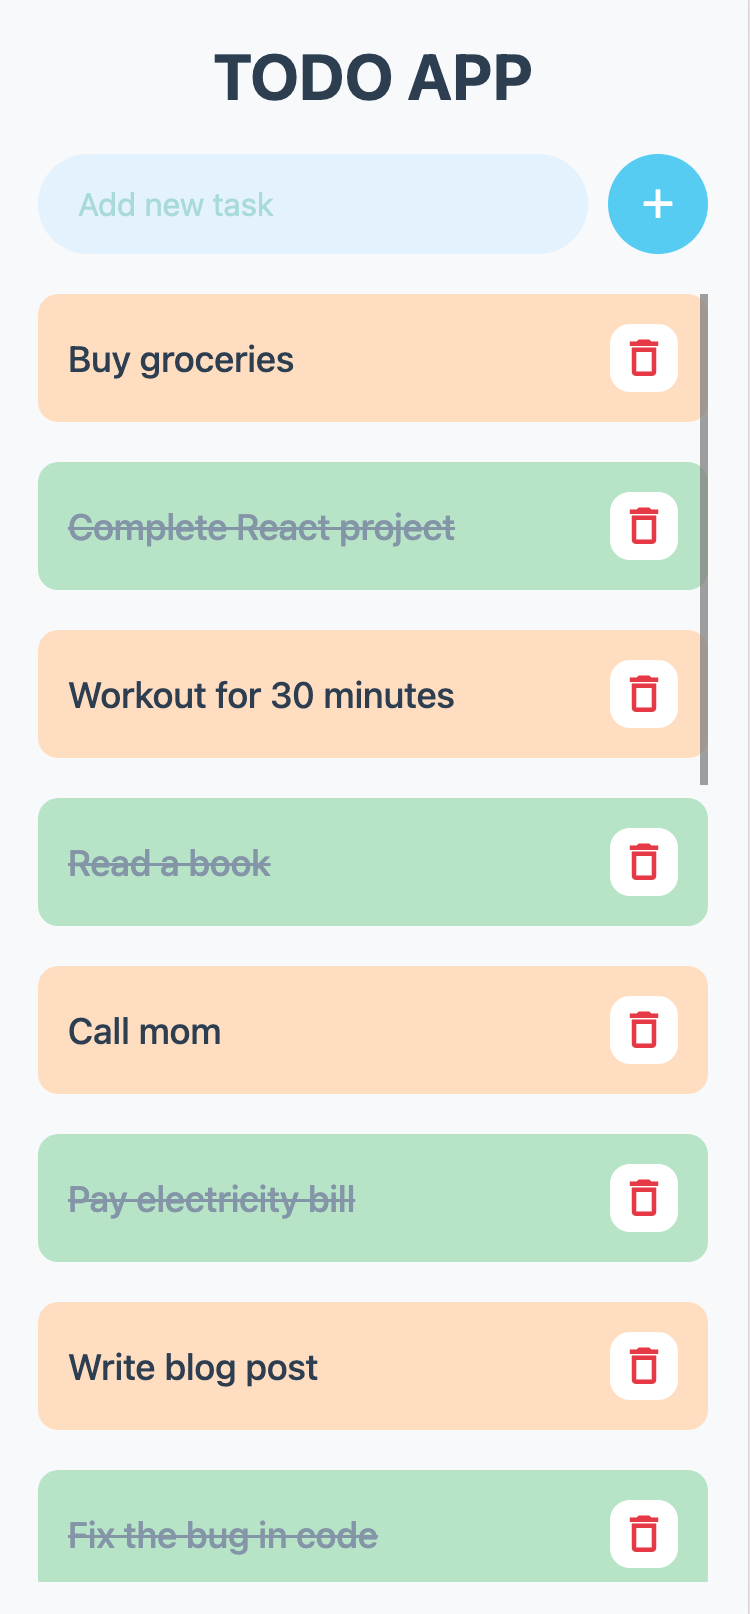 TODO APP
Add new task
+
Buy groceries
Complete React project
Workout for 30 minutes
Read a book
Call mom
Pay electricity bill
Write blog post
Fix the bug in code